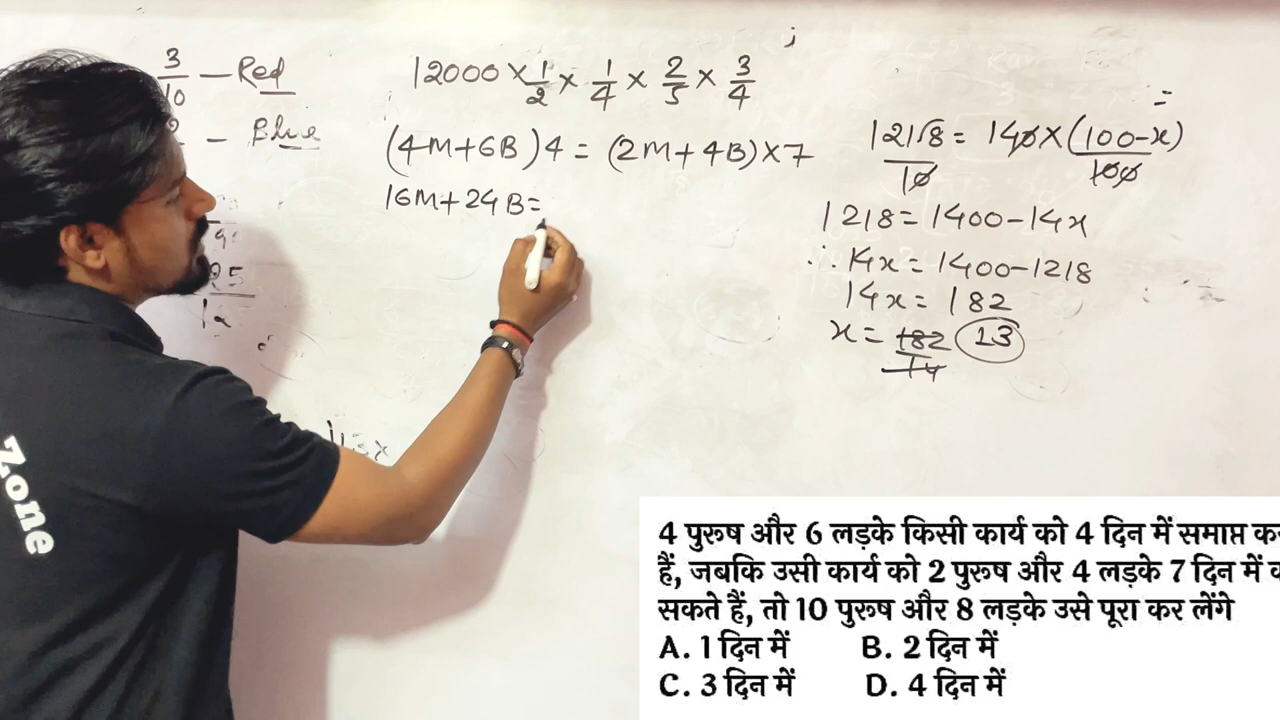 3/10 — Red
— Blue
12000 × 1/2 × 1/4 × 2/5 × 3/4
(4M+6B)4 = (2M+4B)×7
16M+24B=
=
1218/10 = 140×(100-x)/100
1218 = 1400-14x
∴ 14x = 1400-1218
14x = 182
x = 182/14 13
Zone
4 पुरूष और 6 लड़के किसी कार्य को 4 दिन में समाप्त
हैं, जबकि उसी कार्य को 2 पुरूष और 4 लड़के 7 दिन में
सकते हैं, तो 10 पुरूष और 8 लड़के उसे पूरा कर लेंगे
A. 1 दिन में B. 2 दिन में
C. 3 दिन में D. 4 दिन में